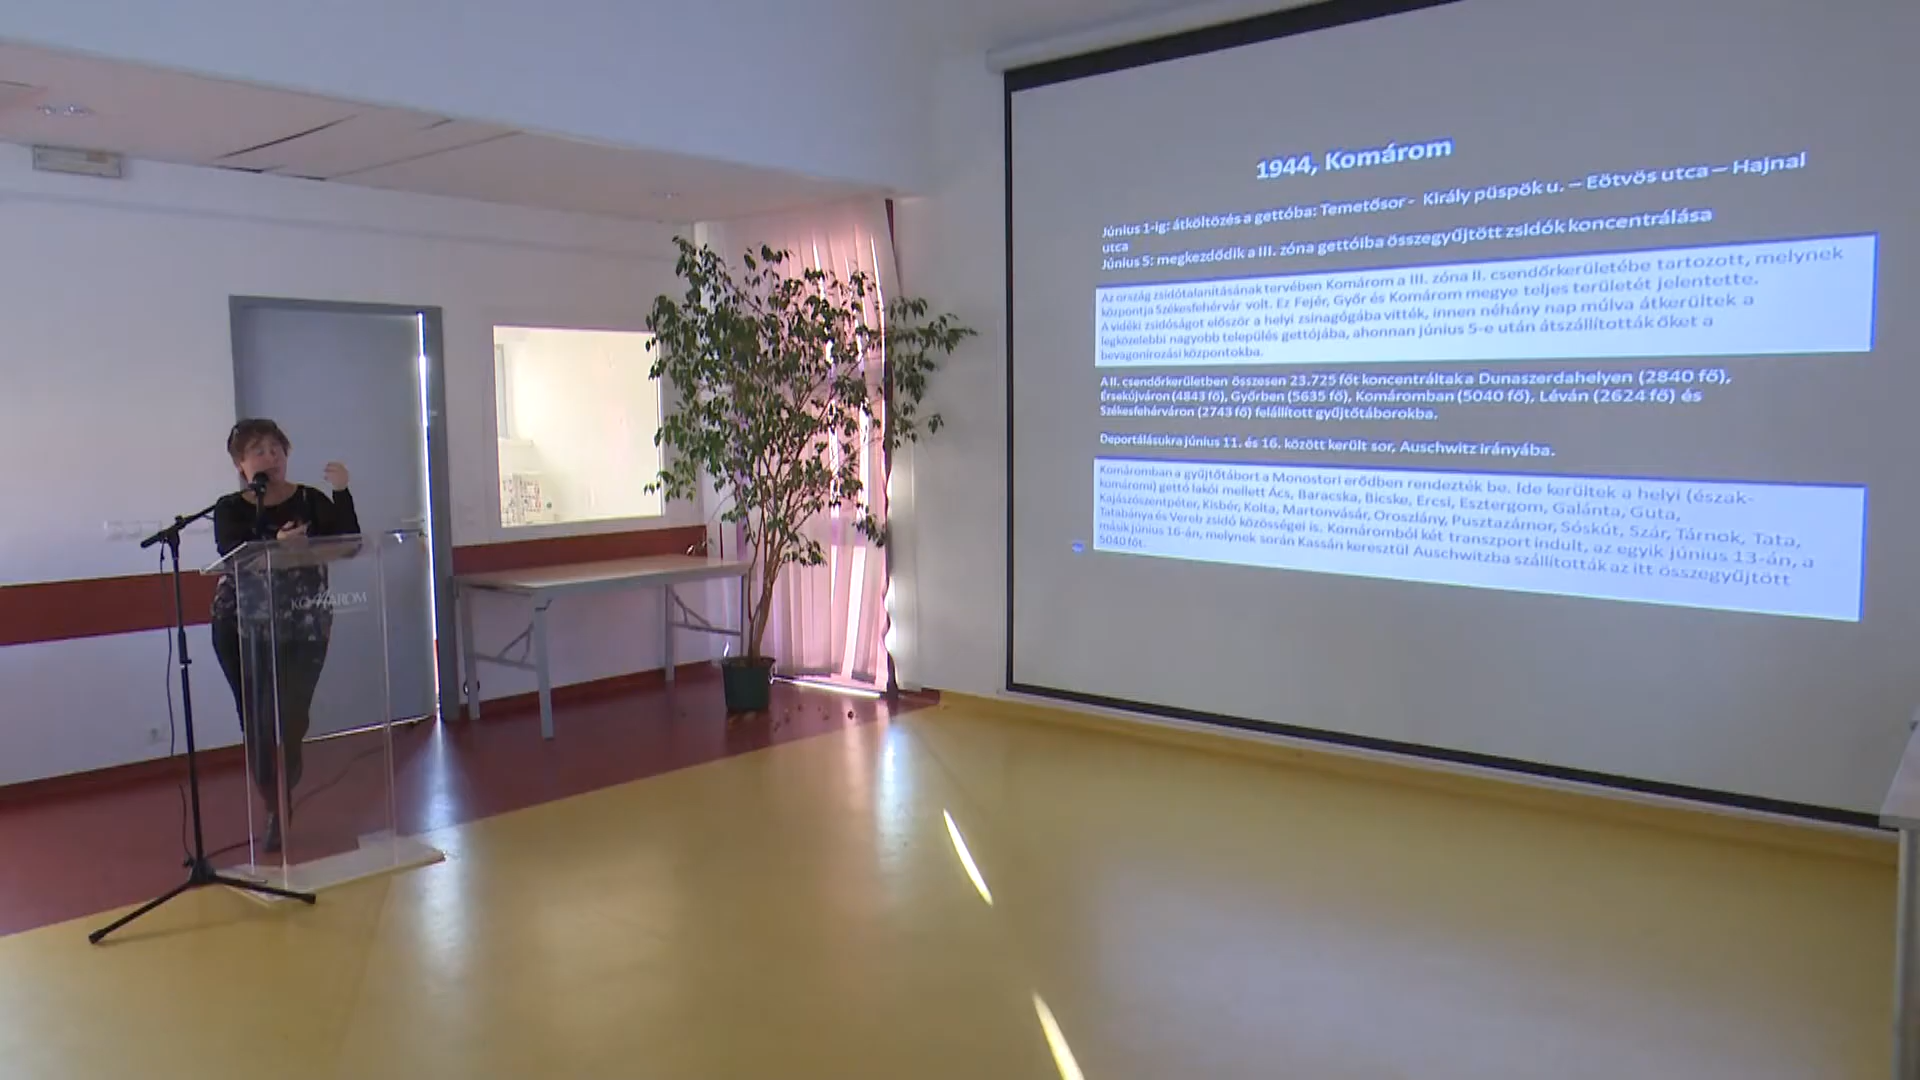 1944, Komárom
Június 1-ig: átköltözés a gettóba: Temetősor - Király püspök u. – Eötvös utca – Hajnal
utca
Június 5: megkezdődik a III. zóna gettóiba összegyűjtött zsidók koncentrálása
Az ország zsidótalanításának tervében Komárom a III. zóna II. csendőrkerületébe tartozott, melynek
központja Székesfehérvár volt. Ez Fejér, Győr és Komárom megye teljes területét jelentette.
A vidéki zsidóságot először a helyi zsinagógába vitték, innen néhány nap múlva átkerültek a
legközelebbi nagyobb település gettójába, ahonnan június 5-e után átszállították őket a
bevagonírozási központokba.
A II. csendőrkerületben összesen 23.725 főt koncentráltak a Dunaszerdahelyen (2840 fő),
Érsekújváron (4843 fő), Győrben (5635 fő), Komáromban (5040 fő), Léván (2624 fő) és
Székesfehérváron (2743 fő) felállított gyűjtőtáborokba.
Deportálásukra június 11. és 16. között került sor, Auschwitz irányába.
Komáromban a gyűjtőtábort a Monostori erődben rendezték be. Ide kerültek a helyi (észak-
komáromi) gettó lakói mellett Ács, Baracska, Bicske, Ercsi, Esztergom, Galánta, Guta,
Kajászószentpéter, Kisbér, Kolta, Martonvásár, Oroszlány, Pusztazámor, Sóskút, Szár, Tárnok, Tata,
Tatabánya és Vereb zsidó közösségei is. Komáromból két transzport indult, az egyik június 13-án, a
másik június 16-án, melynek során Kassán keresztül Auschwitzba szállították az itt összegyűjtött
5040 főt.
KOMÁROM